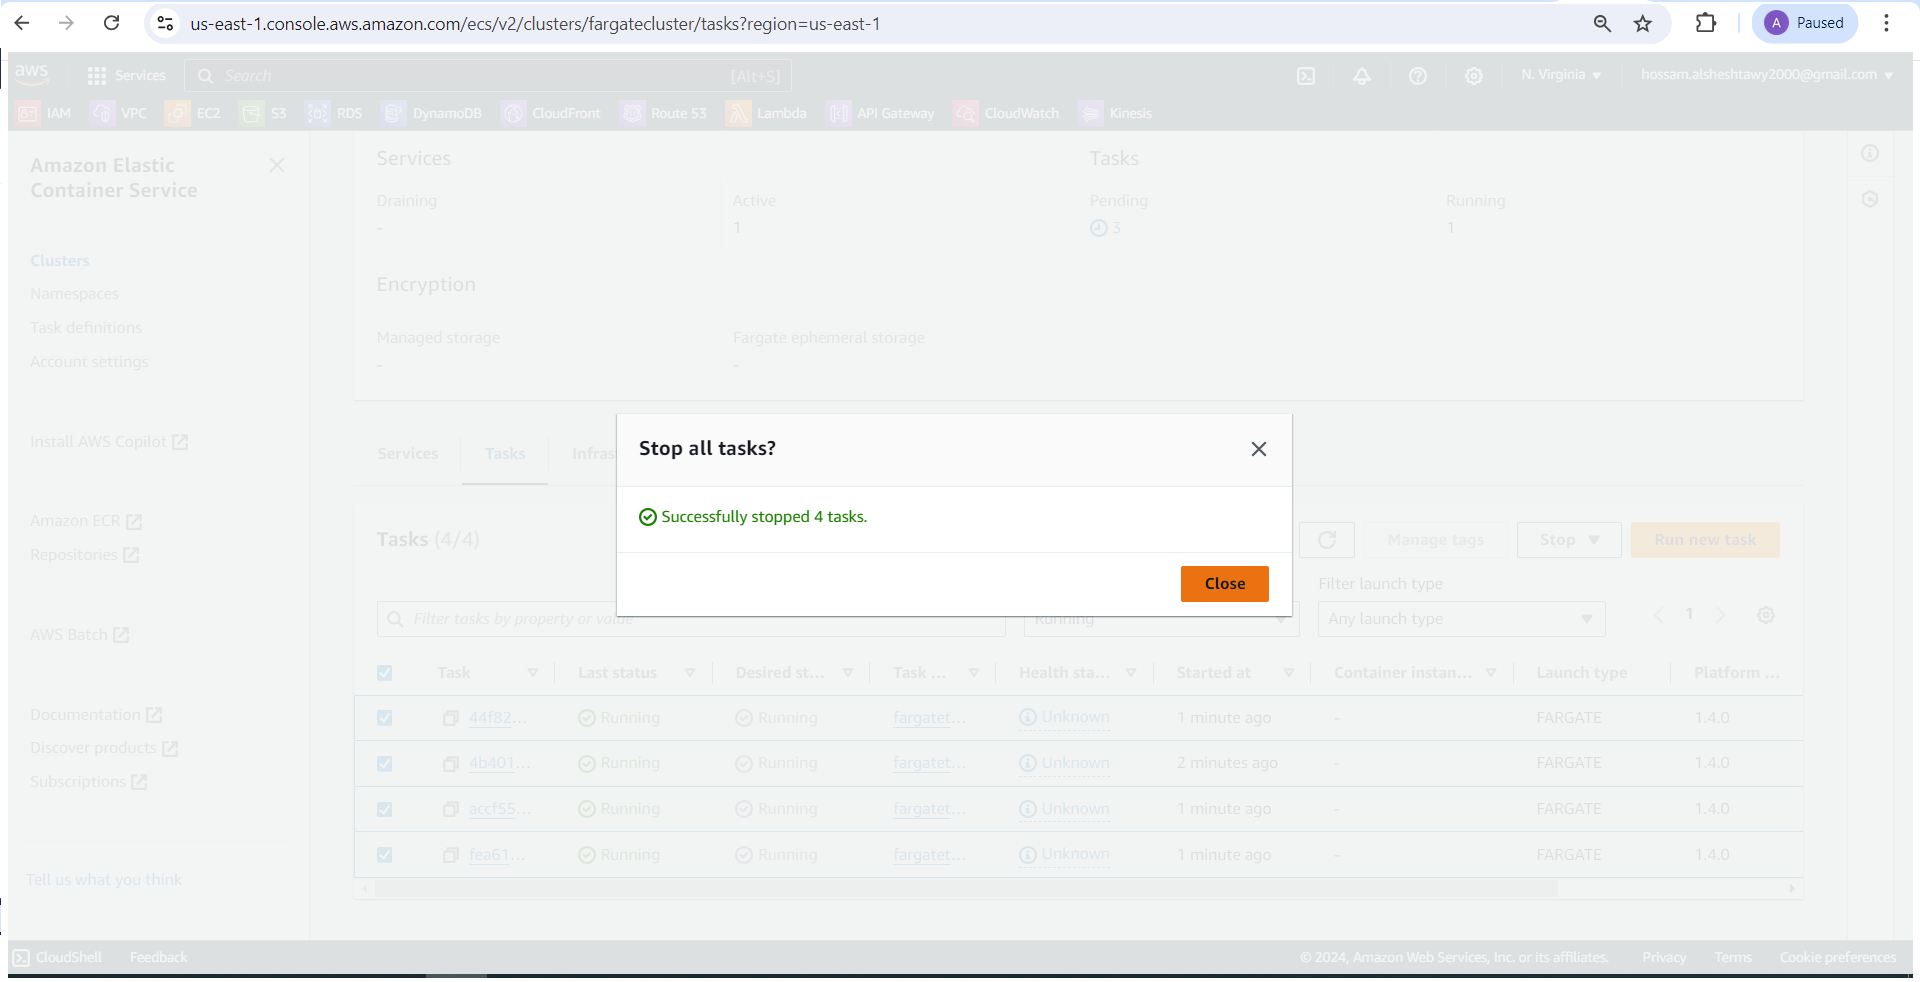 us-east-1.console.aws.amazon.com/ecs/v2/clusters/fargatecluster/tasks?region=us-east-1
A Paused
aws
Services
Search
[Alt+S]
N. Virginia
hossam.alsheshtawy2000@gmail.com
IAM VPC EC2 S3 RDS DynamoDB CloudFront Route 53 Lambda API Gateway CloudWatch Kinesis
Amazon Elastic
Container Service
Clusters
Namespaces
Task definitions
Account settings
Install AWS Copilot
Amazon ECR
Repositories
AWS Batch
Documentation
Discover products
Subscriptions
Tell us what you think
Services
Tasks
Draining
Active
Pending
Running
-
1
3
1
Encryption
Managed storage
Fargate ephemeral storage
-
-
Services Tasks Infras
Stop all tasks?
Successfully stopped 4 tasks.
Close
Tasks (4/4)
Manage tags
Stop
Run new task
Filter launch type
Filter tasks by property or value
Running
Any launch type
1
Task Last status Desired st... Task ... Health sta... Started at Container instan... Launch type Platform ...
44f82... Running Running fargatet... Unknown 1 minute ago - FARGATE 1.4.0
4b401... Running Running fargatet... Unknown 2 minutes ago - FARGATE 1.4.0
accf55... Running Running fargatet... Unknown 1 minute ago - FARGATE 1.4.0
fea61... Running Running fargatet... Unknown 1 minute ago - FARGATE 1.4.0
CloudShell Feedback
© 2024, Amazon Web Services, Inc. or its affiliates.
Privacy Terms Cookie preferences